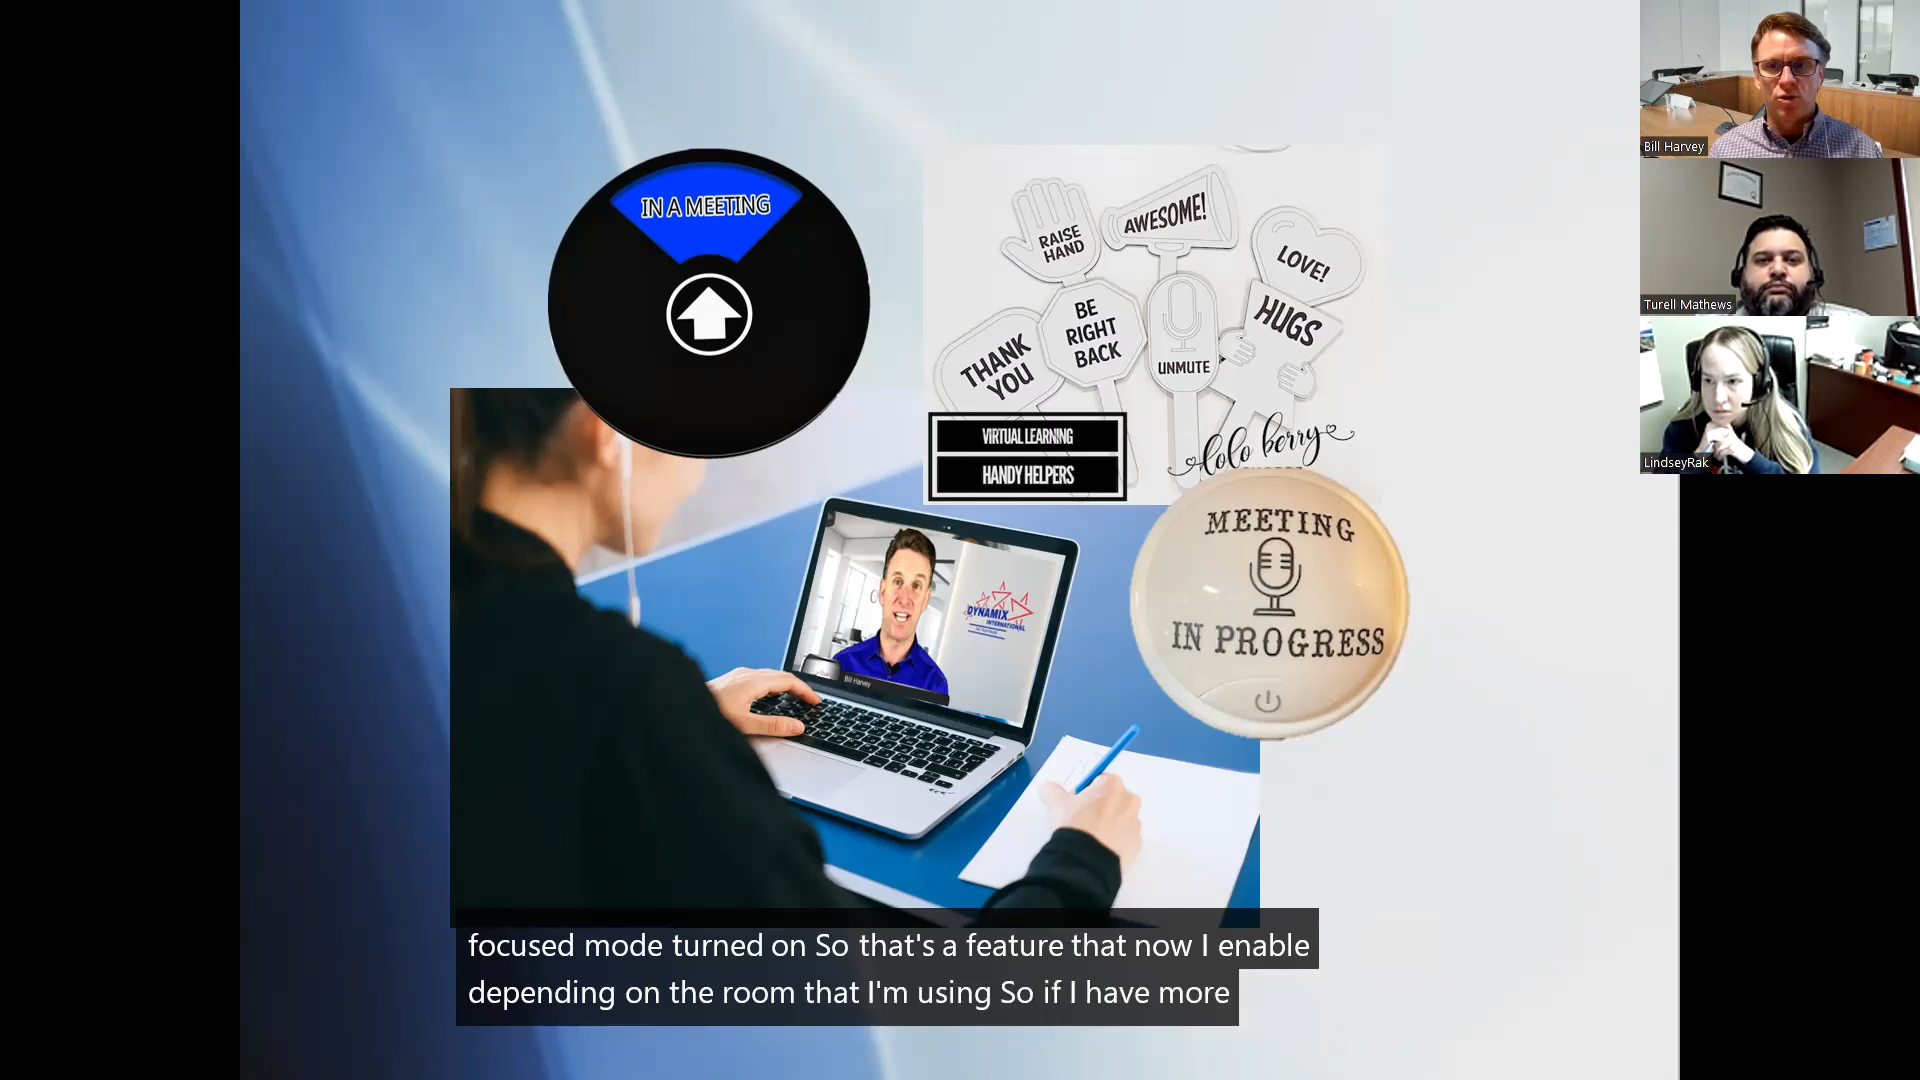 IN A MEETING
RAISE
HAND
AWESOME!
LOVE!
THANK
YOU
BE
RIGHT
BACK
UNMUTE
HUGS
VIRTUAL LEARNING
HANDY HELPERS
lolo berry
MEETING
IN PROGRESS
DYNAMIX
INTERNATIONAL
Bill Harvey
focused mode turned on So that's a feature that now I enable
depending on the room that I'm using So if I have more
Bill Harvey
Turell Mathews
LindseyRak